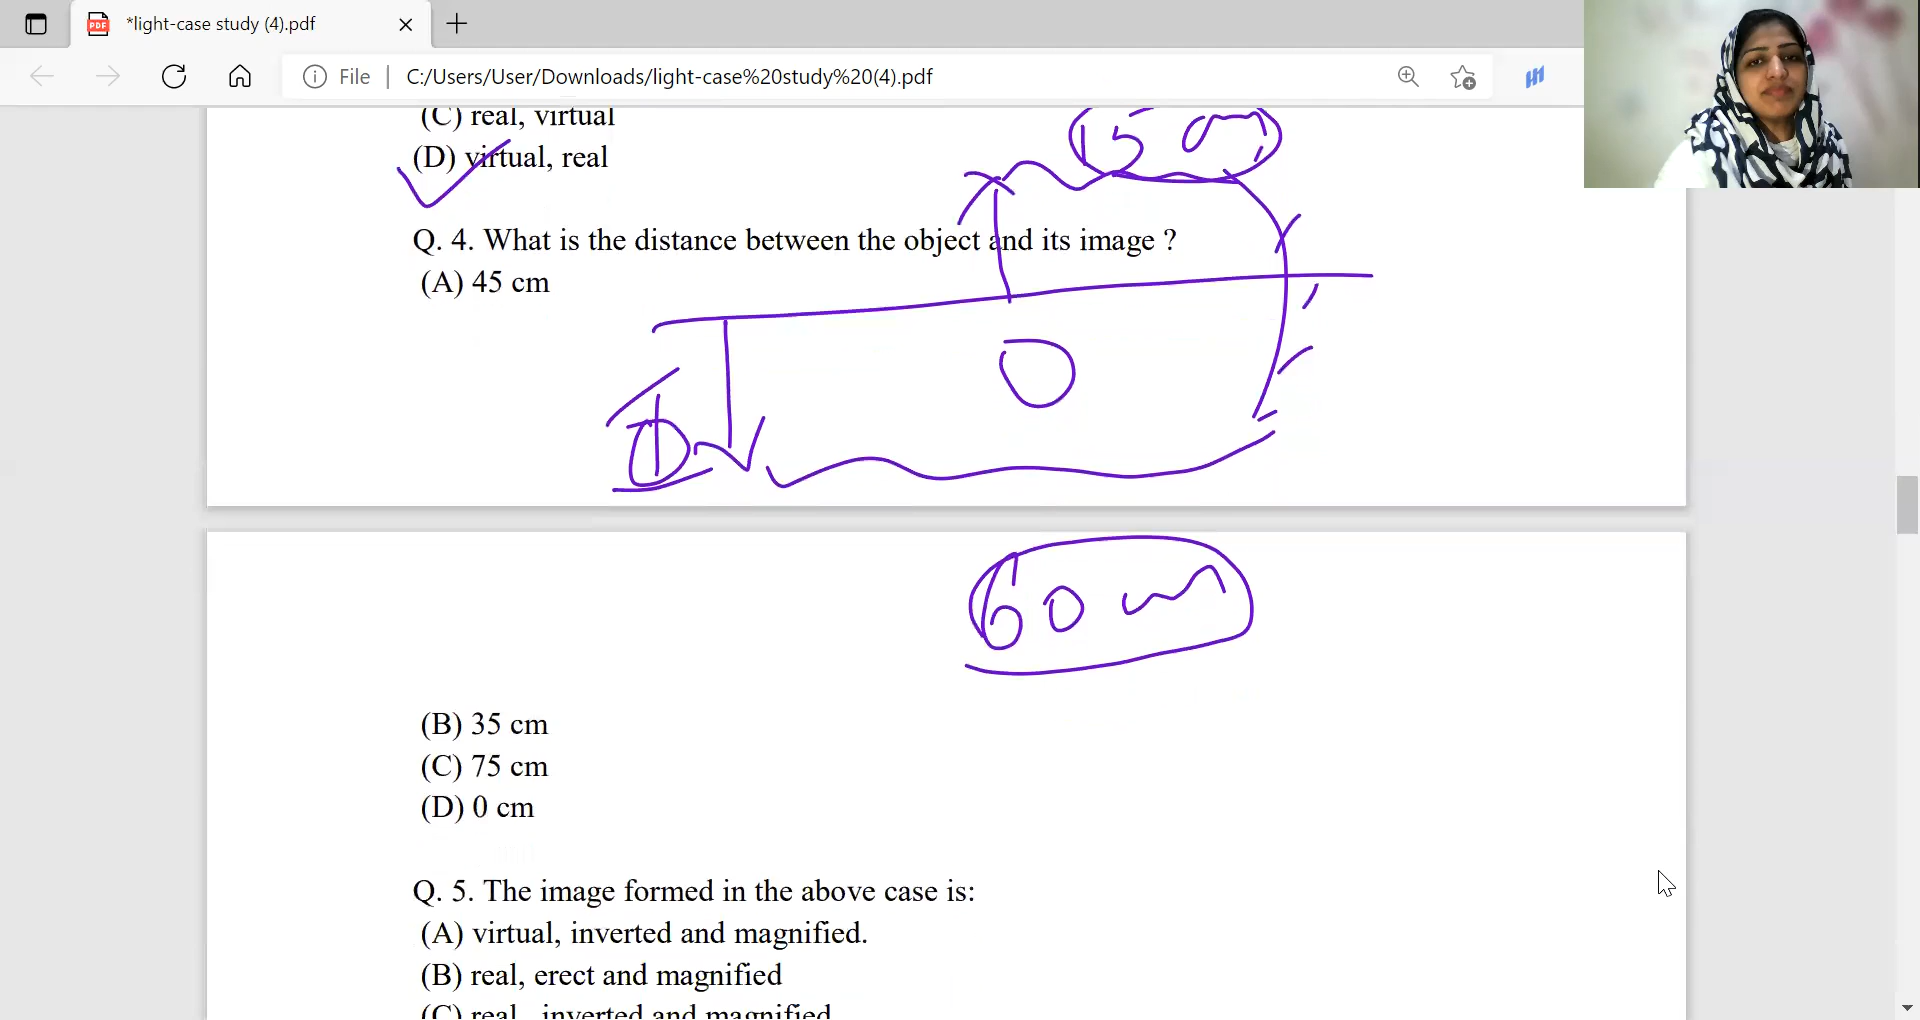 *light-case study (4).pdf
File | C:/Users/User/Downloads/light-case%20study%20(4).pdf
(C) real, virtual
(D) virtual, real
15 cm
Q. 4. What is the distance between the object and its image ?
(A) 45 cm
O
60 cm
(B) 35 cm
(C) 75 cm
(D) 0 cm
Q. 5. The image formed in the above case is:
(A) virtual, inverted and magnified.
(B) real, erect and magnified
(C) real, inverted and magnified